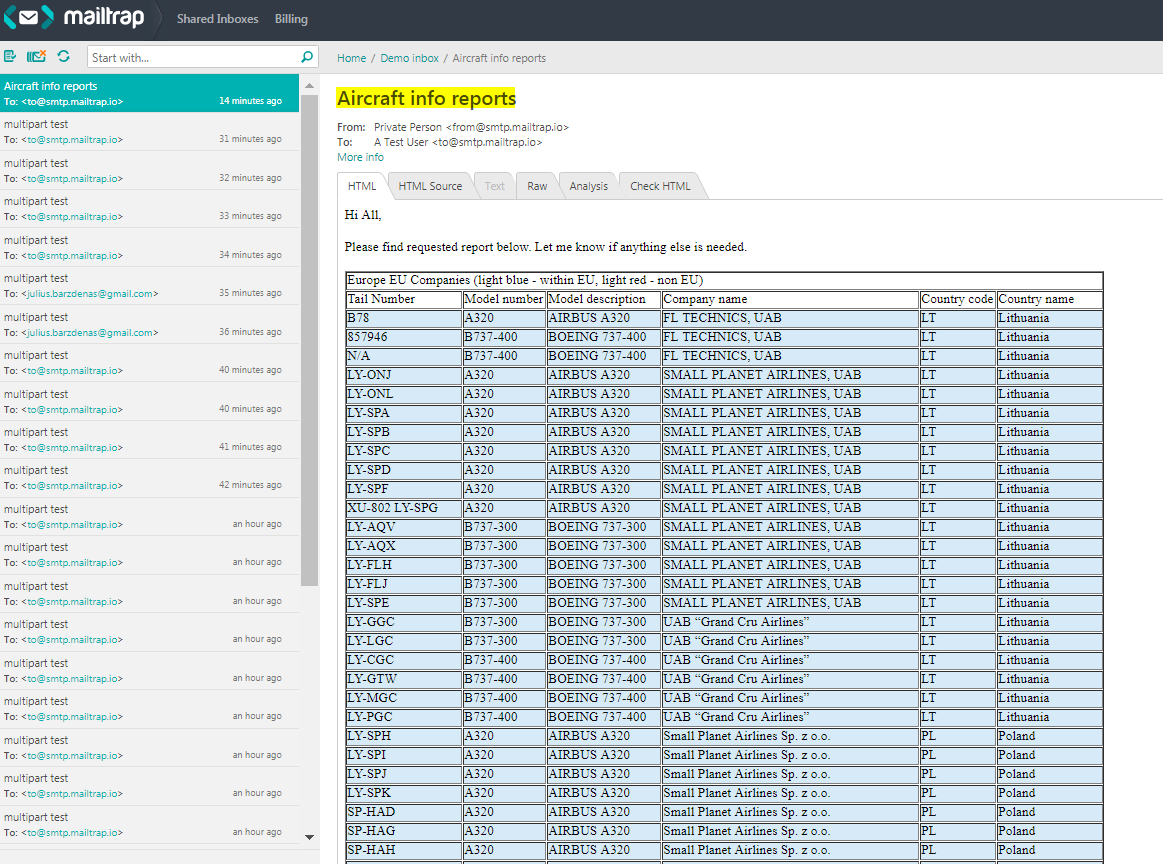 mailtrap Shared Inboxes Billing
Start with...
Home / Demo inbox / Aircraft info reports
Aircraft info reports
To: <to@smtp.mailtrap.io> 14 minutes ago
multipart test
To: <to@smtp.mailtrap.io> 31 minutes ago
multipart test
To: <to@smtp.mailtrap.io> 32 minutes ago
multipart test
To: <to@smtp.mailtrap.io> 33 minutes ago
multipart test
To: <to@smtp.mailtrap.io> 34 minutes ago
multipart test
To: <julius.barzdenas@gmail.com> 35 minutes ago
multipart test
To: <julius.barzdenas@gmail.com> 36 minutes ago
multipart test
To: <to@smtp.mailtrap.io> 40 minutes ago
multipart test
To: <to@smtp.mailtrap.io> 40 minutes ago
multipart test
To: <to@smtp.mailtrap.io> 41 minutes ago
multipart test
To: <to@smtp.mailtrap.io> 42 minutes ago
multipart test
To: <to@smtp.mailtrap.io> an hour ago
multipart test
To: <to@smtp.mailtrap.io> an hour ago
multipart test
To: <to@smtp.mailtrap.io> an hour ago
multipart test
To: <to@smtp.mailtrap.io> an hour ago
multipart test
To: <to@smtp.mailtrap.io> an hour ago
multipart test
To: <to@smtp.mailtrap.io> an hour ago
multipart test
To: <to@smtp.mailtrap.io> an hour ago
multipart test
To: <to@smtp.mailtrap.io> an hour ago
multipart test
To: <to@smtp.mailtrap.io> an hour ago
Aircraft info reports
From: Private Person <from@smtp.mailtrap.io>
To: A Test User <to@smtp.mailtrap.io>
More info
HTML HTML Source Text Raw Analysis Check HTML
Hi All,
Please find requested report below. Let me know if anything else is needed.
Europe EU Companies (light blue - within EU, light red - non EU)
Tail Number Model number Model description Company name Country code Country name
B78 A320 AIRBUS A320 FL TECHNICS, UAB LT Lithuania
857946 B737-400 BOEING 737-400 FL TECHNICS, UAB LT Lithuania
N/A B737-400 BOEING 737-400 FL TECHNICS, UAB LT Lithuania
LY-ONJ A320 AIRBUS A320 SMALL PLANET AIRLINES, UAB LT Lithuania
LY-ONL A320 AIRBUS A320 SMALL PLANET AIRLINES, UAB LT Lithuania
LY-SPA A320 AIRBUS A320 SMALL PLANET AIRLINES, UAB LT Lithuania
LY-SPB A320 AIRBUS A320 SMALL PLANET AIRLINES, UAB LT Lithuania
LY-SPC A320 AIRBUS A320 SMALL PLANET AIRLINES, UAB LT Lithuania
LY-SPD A320 AIRBUS A320 SMALL PLANET AIRLINES, UAB LT Lithuania
LY-SPF A320 AIRBUS A320 SMALL PLANET AIRLINES, UAB LT Lithuania
XU-802 LY-SPG A320 AIRBUS A320 SMALL PLANET AIRLINES, UAB LT Lithuania
LY-AQV B737-300 BOEING 737-300 SMALL PLANET AIRLINES, UAB LT Lithuania
LY-AQX B737-300 BOEING 737-300 SMALL PLANET AIRLINES, UAB LT Lithuania
LY-FLH B737-300 BOEING 737-300 SMALL PLANET AIRLINES, UAB LT Lithuania
LY-FLJ B737-300 BOEING 737-300 SMALL PLANET AIRLINES, UAB LT Lithuania
LY-SPE B737-300 BOEING 737-300 SMALL PLANET AIRLINES, UAB LT Lithuania
LY-GGC B737-300 BOEING 737-300 UAB “Grand Cru Airlines” LT Lithuania
LY-LGC B737-300 BOEING 737-300 UAB “Grand Cru Airlines” LT Lithuania
LY-CGC B737-400 BOEING 737-400 UAB “Grand Cru Airlines” LT Lithuania
LY-GTW B737-400 BOEING 737-400 UAB “Grand Cru Airlines” LT Lithuania
LY-MGC B737-400 BOEING 737-400 UAB “Grand Cru Airlines” LT Lithuania
LY-PGC B737-400 BOEING 737-400 UAB “Grand Cru Airlines” LT Lithuania
LY-SPH A320 AIRBUS A320 Small Planet Airlines Sp. z o.o. PL Poland
LY-SPI A320 AIRBUS A320 Small Planet Airlines Sp. z o.o. PL Poland
LY-SPJ A320 AIRBUS A320 Small Planet Airlines Sp. z o.o. PL Poland
LY-SPK A320 AIRBUS A320 Small Planet Airlines Sp. z o.o. PL Poland
SP-HAD A320 AIRBUS A320 Small Planet Airlines Sp. z o.o. PL Poland
SP-HAG A320 AIRBUS A320 Small Planet Airlines Sp. z o.o. PL Poland
SP-HAH A320 AIRBUS A320 Small Planet Airlines Sp. z o.o. PL Poland